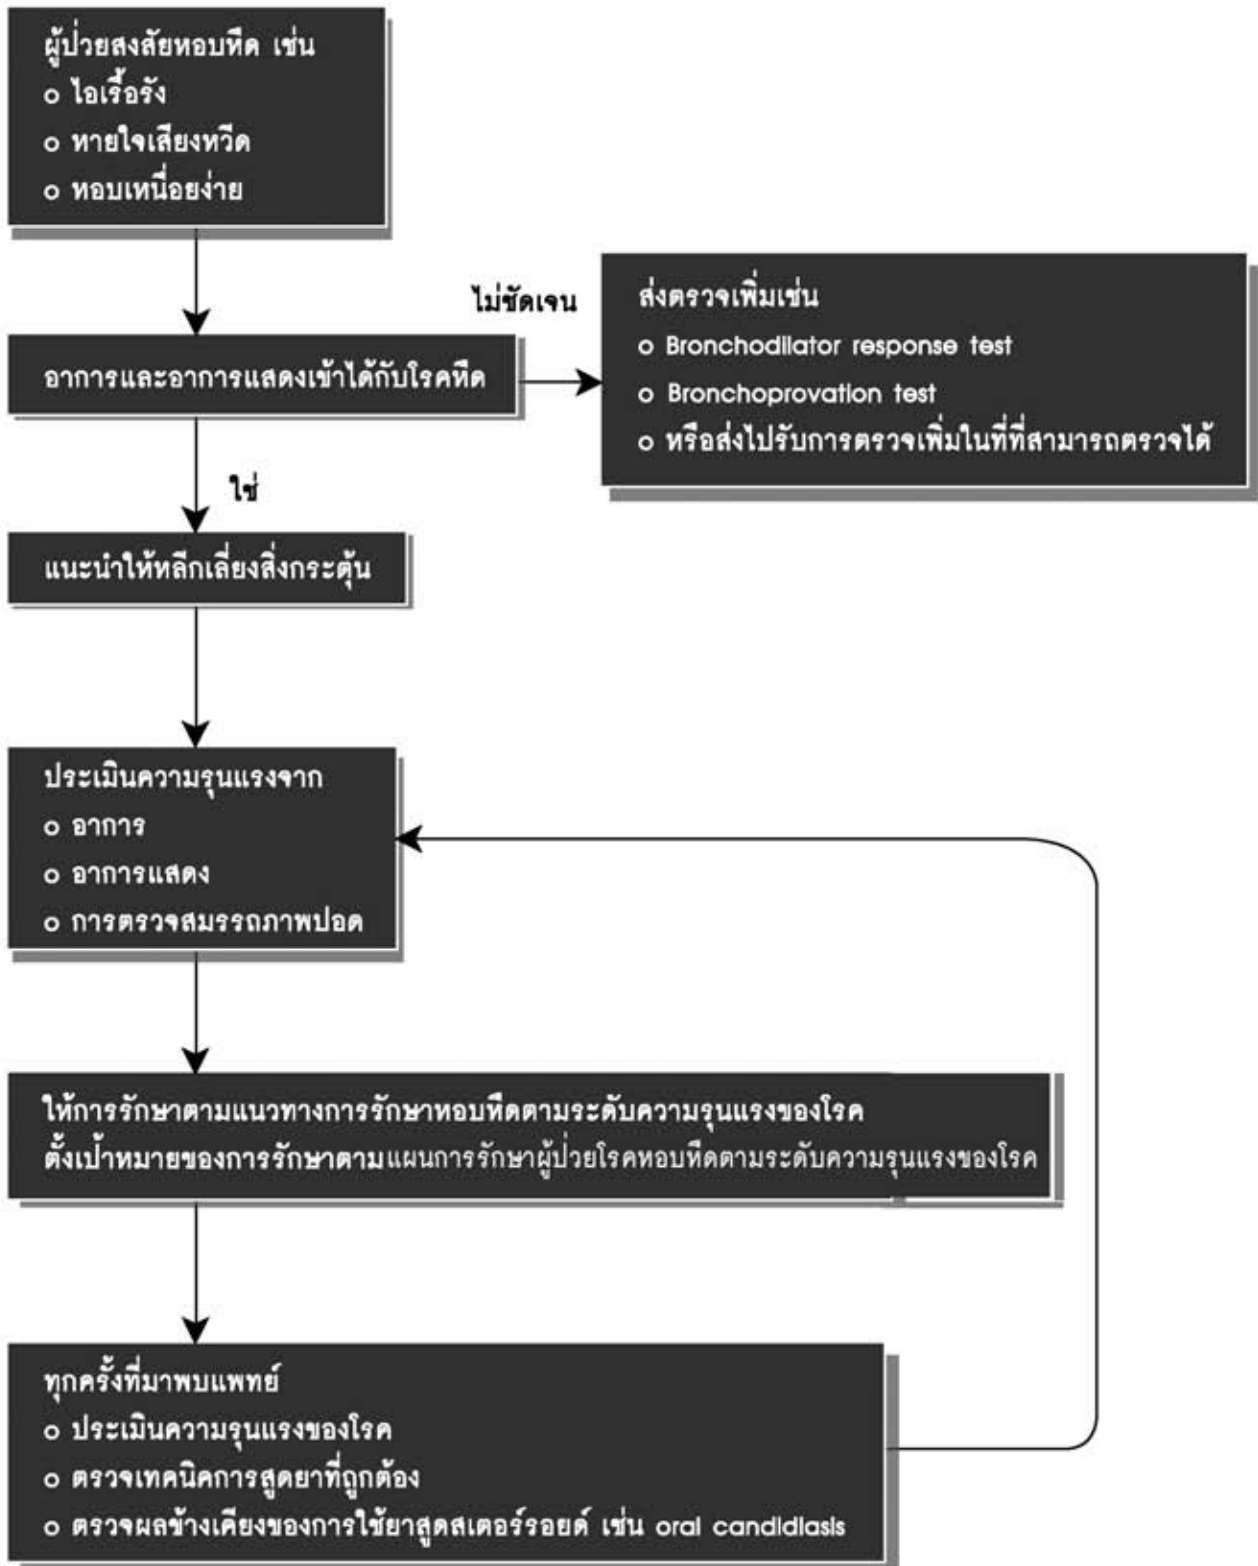 ผู้ป่วยสงสัยหอบหืด เช่น
o ไอเรื้อรัง
o หายใจเสียงหวีด
o หอบเหนื่อยง่าย
ไม่ชัดเจน
อาการและอาการแสดงเข้าได้กับโรคหืด
ส่งตรวจเพิ่มเช่น
o Bronchodilator response test
o Bronchoprovation test
o หรือส่งไปรับการตรวจเพิ่มในที่ที่สามารถตรวจได้
ใช่
แนะนำให้หลีกเลี่ยงสิ่งกระตุ้น
ประเมินความรุนแรงจาก
o อาการ
o อาการแสดง
o การตรวจสมรรถภาพปอด
ให้การรักษาตามแนวทางการรักษาหอบหืดตามระดับความรุนแรงของโรค
ตั้งเป้าหมายของการรักษาตามแผนการรักษาผู้ป่วยโรคหอบหืดตามระดับความรุนแรงของโรค
ทุกครั้งที่มาพบแพทย์
o ประเมินความรุนแรงของโรค
o ตรวจเทคนิคการสูดยาที่ถูกต้อง
o ตรวจผลข้างเคียงของการใช้ยาสูดสเตอร์รอยด์ เช่น oral candidiasis